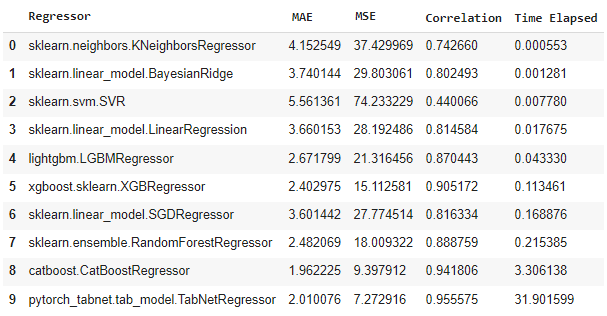 Regressor MAE MSE Correlation Time Elapsed
0 sklearn.neighbors.KNeighborsRegressor 4.152549 37.429969 0.742660 0.000553
1 sklearn.linear_model.BayesianRidge 3.740144 29.803061 0.802493 0.001281
2 sklearn.svm.SVR 5.561361 74.233229 0.440066 0.007780
3 sklearn.linear_model.LinearRegression 3.660153 28.192486 0.814584 0.017675
4 lightgbm.LGBMRegressor 2.671799 21.316456 0.870443 0.043330
5 xgboost.sklearn.XGBRegressor 2.402975 15.112581 0.905172 0.113461
6 sklearn.linear_model.SGDRegressor 3.601442 27.774514 0.816334 0.168876
7 sklearn.ensemble.RandomForestRegressor 2.482069 18.009322 0.888759 0.215385
8 catboost.CatBoostRegressor 1.962225 9.397912 0.941806 3.306138
9 pytorch_tabnet.tab_model.TabNetRegressor 2.010076 7.272916 0.955575 31.901599